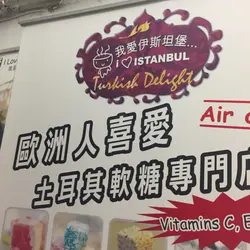 i Lov
我愛伊斯坦堡...
i ♡ ISTANBUL
Turkish Delight
Air
歐洲人喜愛
土耳其軟糖專門店
Vitamins C,